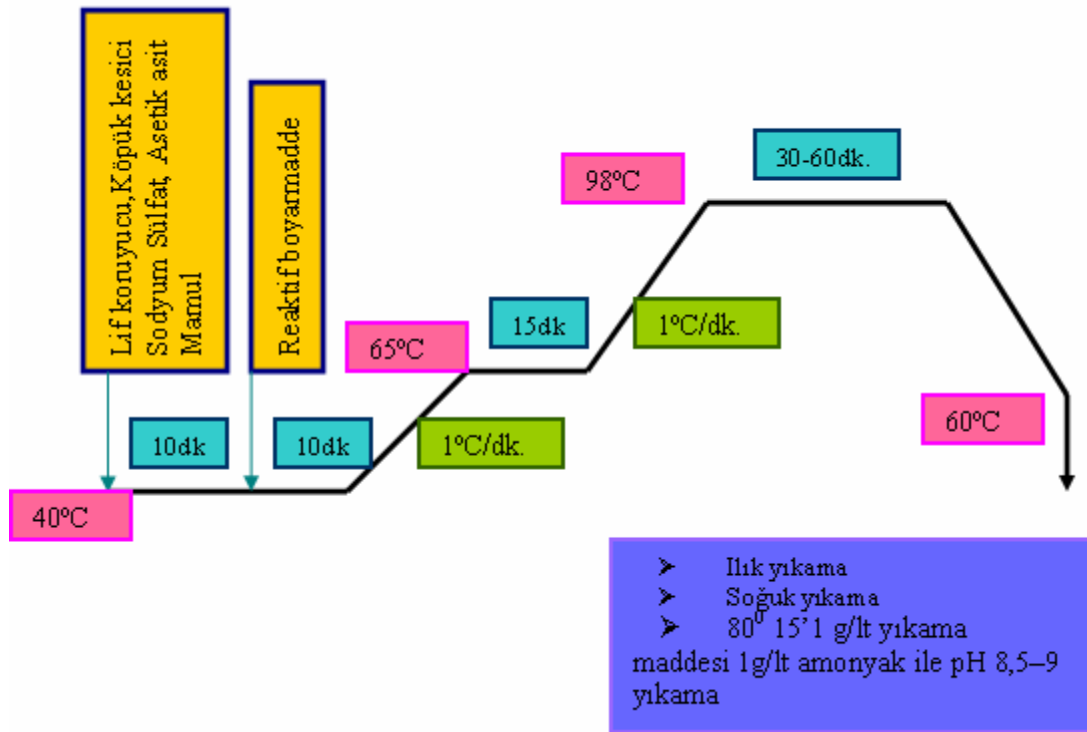 Lif koruyucu,Köpük kesici
Sodyum Sülfat, Asetik asit
Mamul
Reaktif boyarmadde
98ºC
30-60dk.
65ºC
15dk
1ºC/dk.
10dk
10dk
1ºC/dk.
60ºC
40ºC
➢ Ilık yıkama
➢ Soğuk yıkama
➢ 80⁰ 15’1 g/lt yıkama
maddesi 1g/lt amonyak ile pH 8,5–9
yıkama